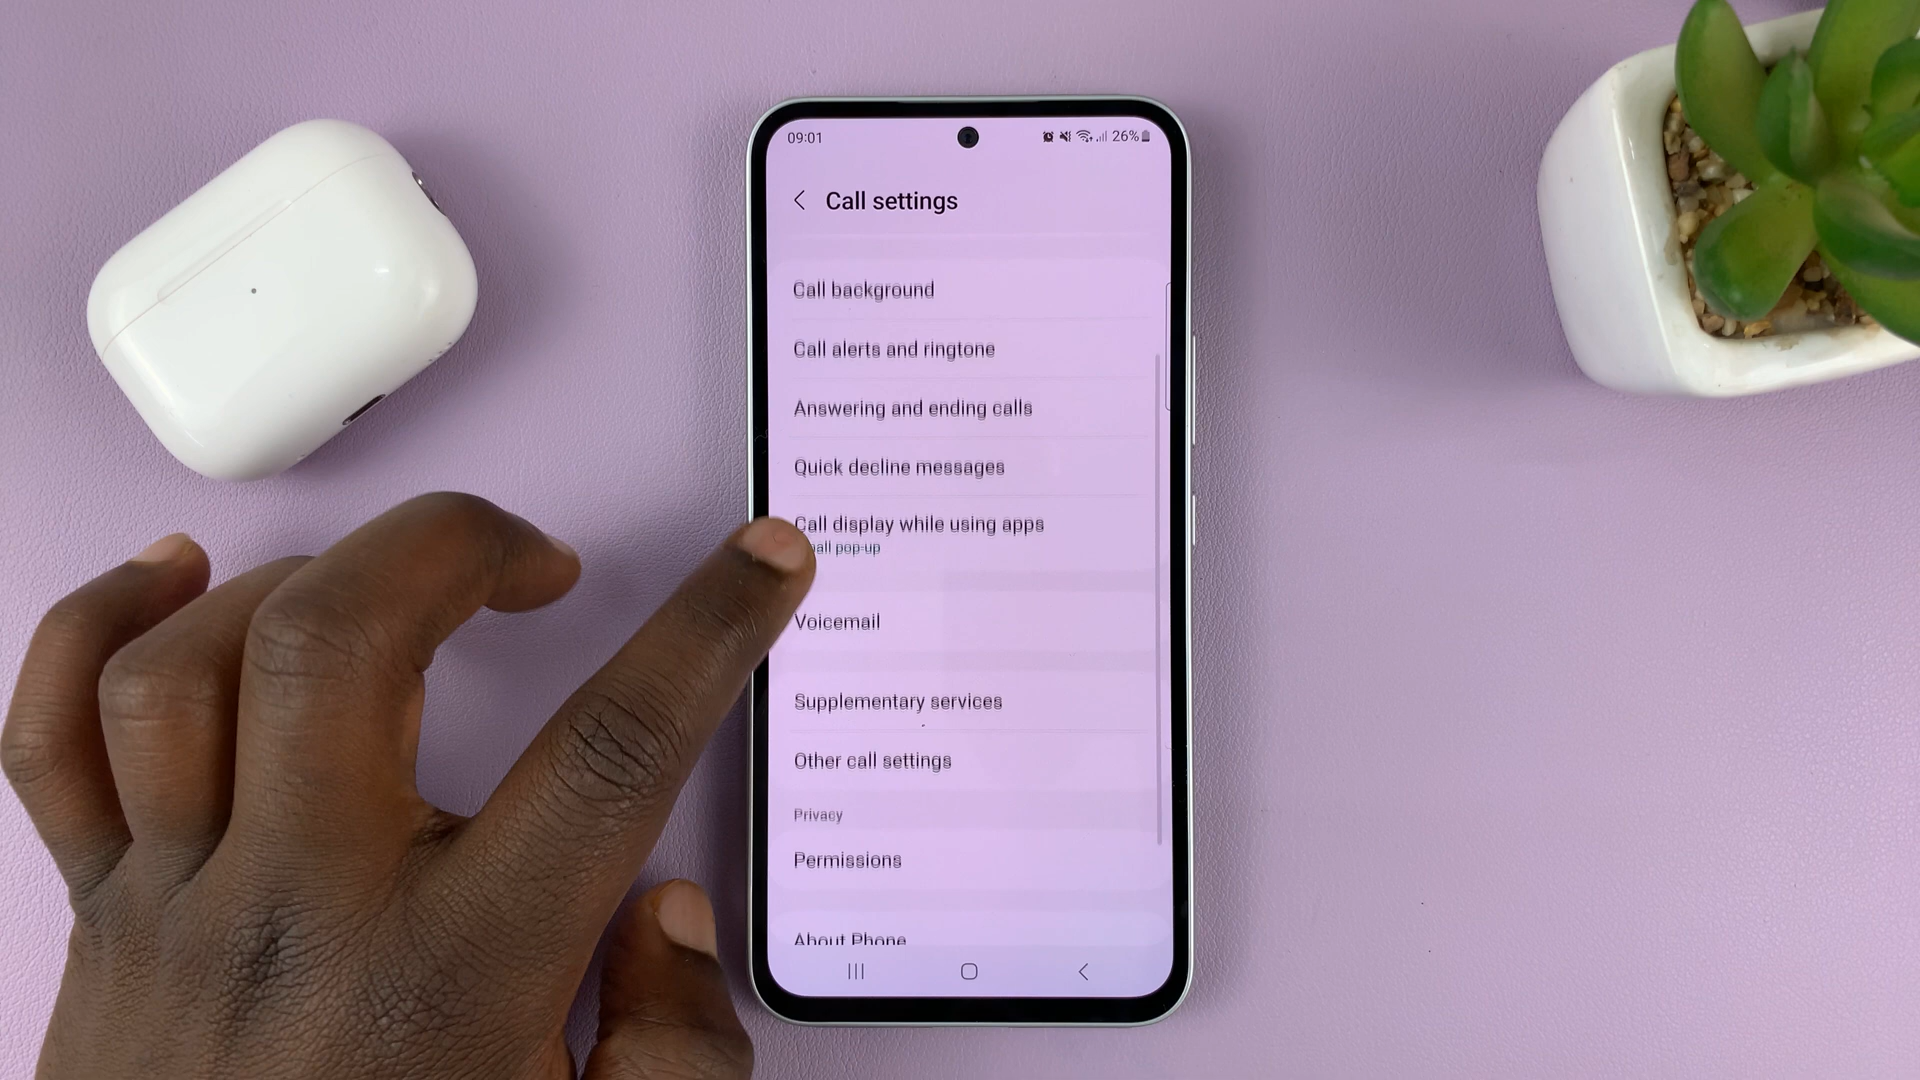 09:01
26%
Call settings
Call background
Call alerts and ringtone
Answering and ending calls
Quick decline messages
Call display while using apps
pop-up
Voicemail
Supplementary services
Other call settings
Privacy
Permissions
About Phone